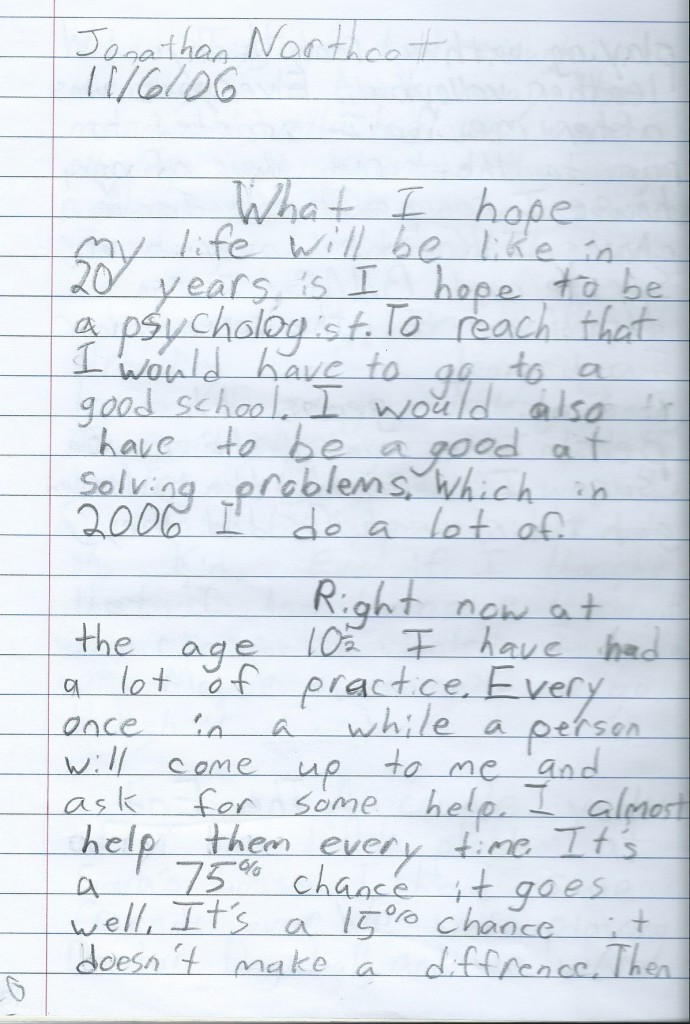 Jonathan Northcott
11/6/06
What I hope
my life will be like in
20 years, is I hope to be
a psychologist. To reach that
I would have to go to a
good school. I would also
have to be a good at
solving problems. Which in
2006 I do a lot of.
Right now at
the age 10½ I have had
a lot of practice. Every
once in a while a person
will come up to me and
ask for some help. I almost
help them every time. It's
a 75% chance it goes
well. It's a 15% chance it
doesn't make a diffrence. Then